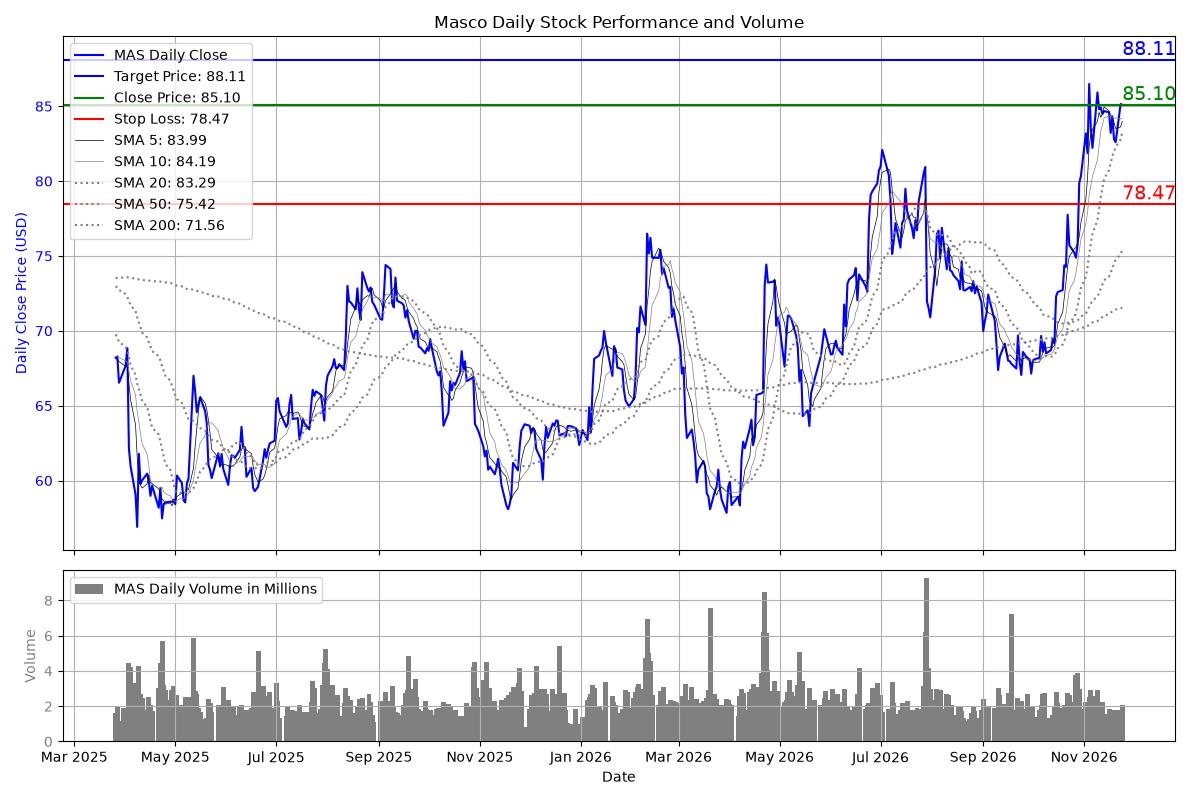 Masco Daily Stock Performance and Volume
MAS Daily Close
Target Price: 88.11
Close Price: 85.10
Stop Loss: 78.47
SMA 5: 83.99
SMA 10: 84.19
SMA 20: 83.29
SMA 50: 75.42
SMA 200: 71.56
88.11
85.10
78.47
85
80
75
70
65
60
Daily Close Price (USD)
MAS Daily Volume in Millions
8
6
4
2
0
Volume
Mar 2025 May 2025 Jul 2025 Sep 2025 Nov 2025 Jan 2026 Mar 2026 May 2026 Jul 2026 Sep 2026 Nov 2026
Date